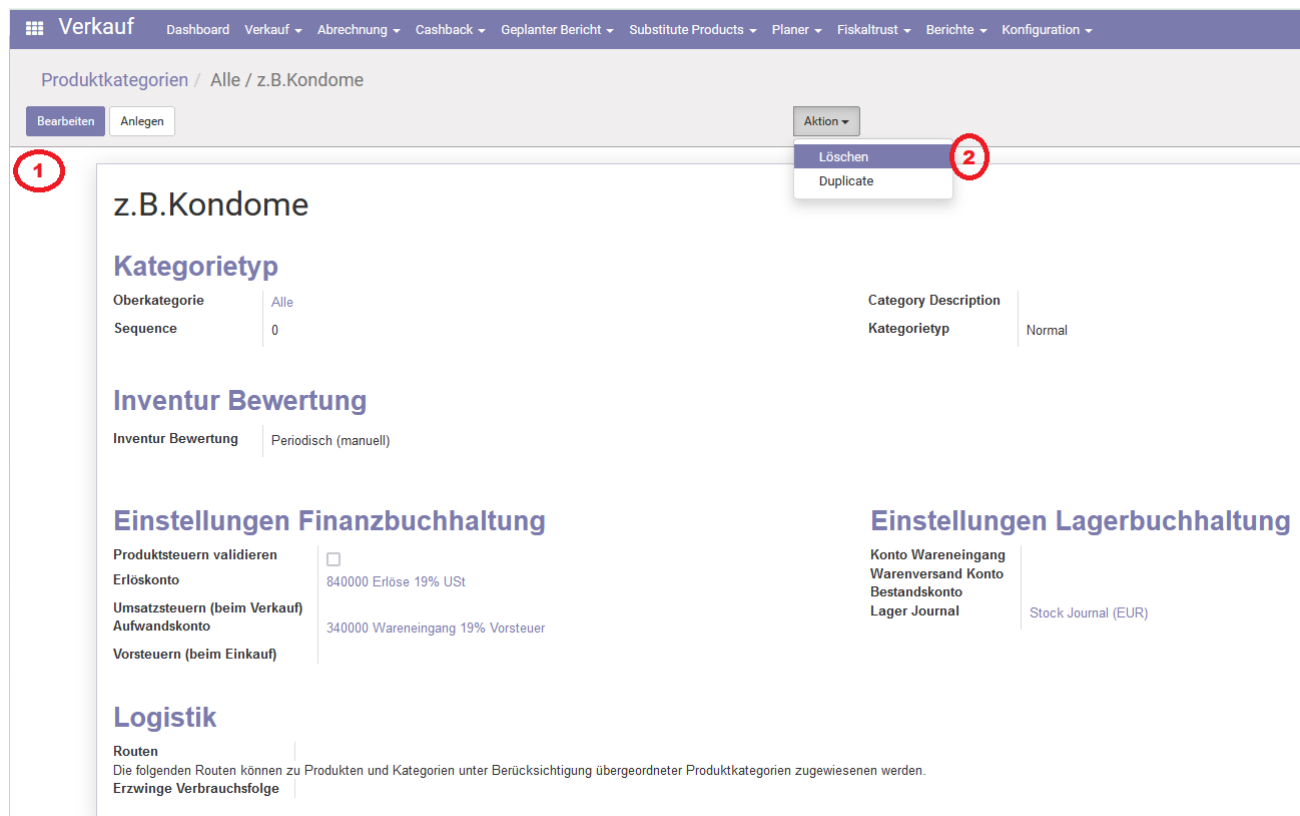 Verkauf Dashboard Verkauf Abrechnung Cashback Geplanter Bericht Substitute Products Planer Fiskaltrust Berichte Konfiguration
Produktkategorien / Alle / z.B.Kondome
Bearbeiten Anlegen Aktion
1
Löschen 2
Duplicate
z.B.Kondome
Kategorietyp
Oberkategorie Alle Category Description
Sequence 0 Kategorietyp Normal
Inventur Bewertung
Inventur Bewertung Periodisch (manuell)
Einstellungen Finanzbuchhaltung Einstellungen Lagerbuchhaltung
Produktsteuern validieren Konto Wareneingang
Erlöskonto 840000 Erlöse 19% USt Warenversand Konto
Bestandskonto
Umsatzsteuern (beim Verkauf) Lager Journal Stock Journal (EUR)
Aufwandskonto 340000 Wareneingang 19% Vorsteuer
Vorsteuern (beim Einkauf)
Logistik
Routen
Die folgenden Routen können zu Produkten und Kategorien unter Berücksichtigung übergeordneter Produktkategorien zugewiesenen werden.
Erzwinge Verbrauchsfolge